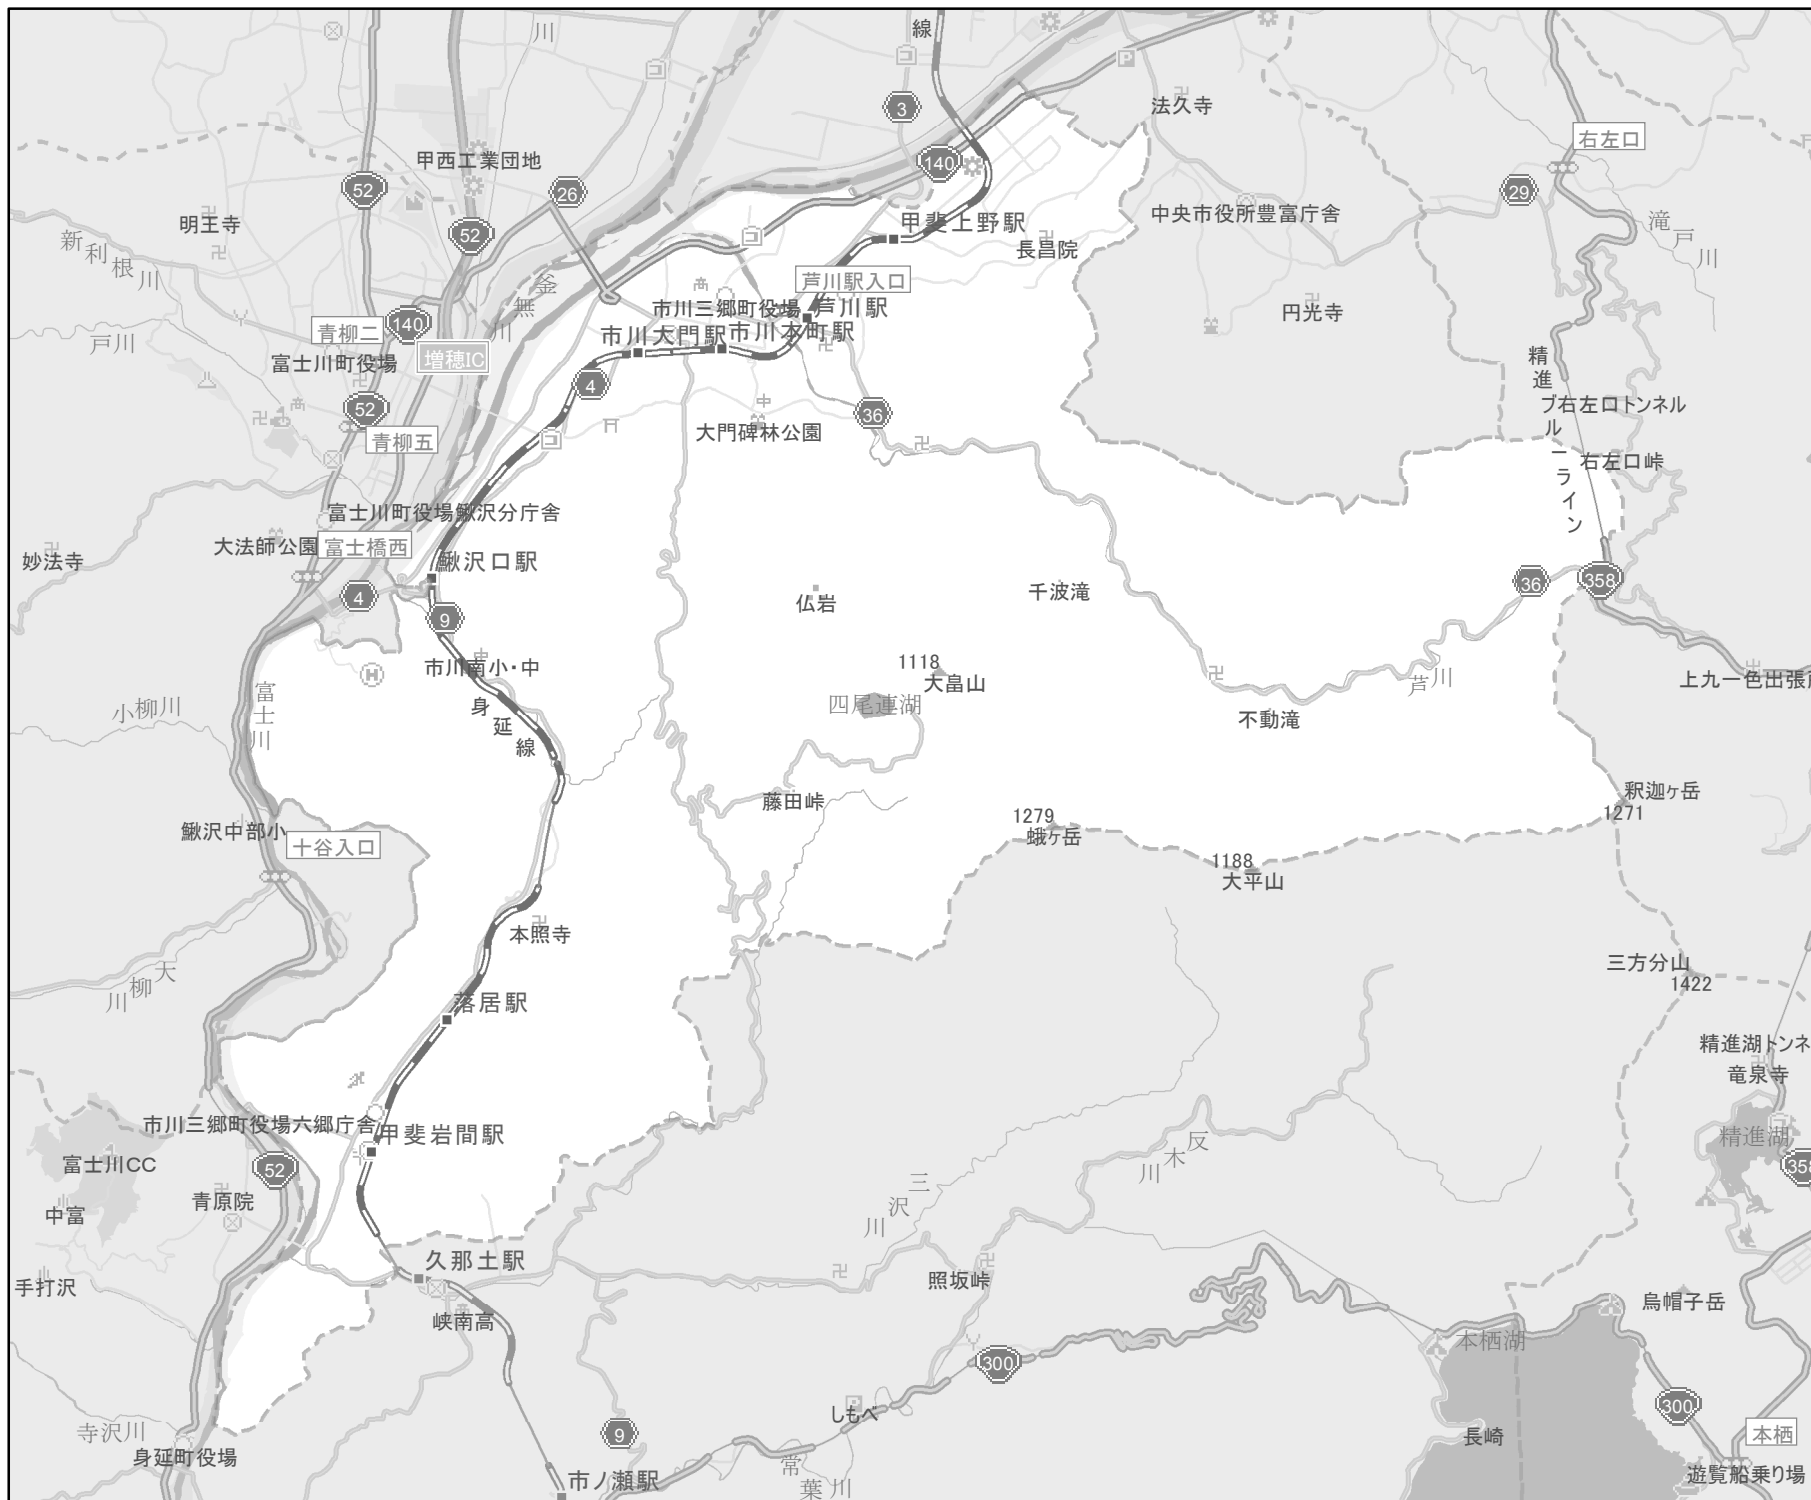 線
3
法久寺
右左口
140
甲西工業団地
52
26
29
中央市役所豊富庁舎
明王寺
52
甲斐上野駅
長昌院
滝戸川
新利根川
釜無川
川
芦川駅入口
市川三郷町役場
芦川駅
円光寺
青柳二
140
戸川
市川大門駅
市川本町駅
増穂IC
富士川町役場
精進ブルーライン
52
4
36
右左口トンネル
青柳五
大門碑林公園
右左口峠
富士川町役場鰍沢分庁舎
大法師公園
富士橋西
妙法寺
鰍沢口駅
358
36
4
仏岩
千波滝
9
市川南小・中
1118
大畠山
芦川
上九一色出張所
小柳川
富士川
四尾連湖
身延線
不動滝
藤田峠
釈迦ヶ岳
1271
鰍沢中部小
十谷入口
1279
蛾ヶ岳
1188
大平山
本照寺
三方分山
1422
大柳川
落居駅
精進湖トンネ
竜泉寺
市川三郷町役場六郷庁舎
甲斐岩間駅
反木川
精進湖
富士川CC
52
358
青原院
三沢川
中富
久那土駅
手打沢
照坂峠
峡南高
烏帽子岳
本栖湖
300
300
しもべ
寺沢川
9
長崎
本栖
身延町役場
市ノ瀬駅
常葉川
遊覧船乗り場